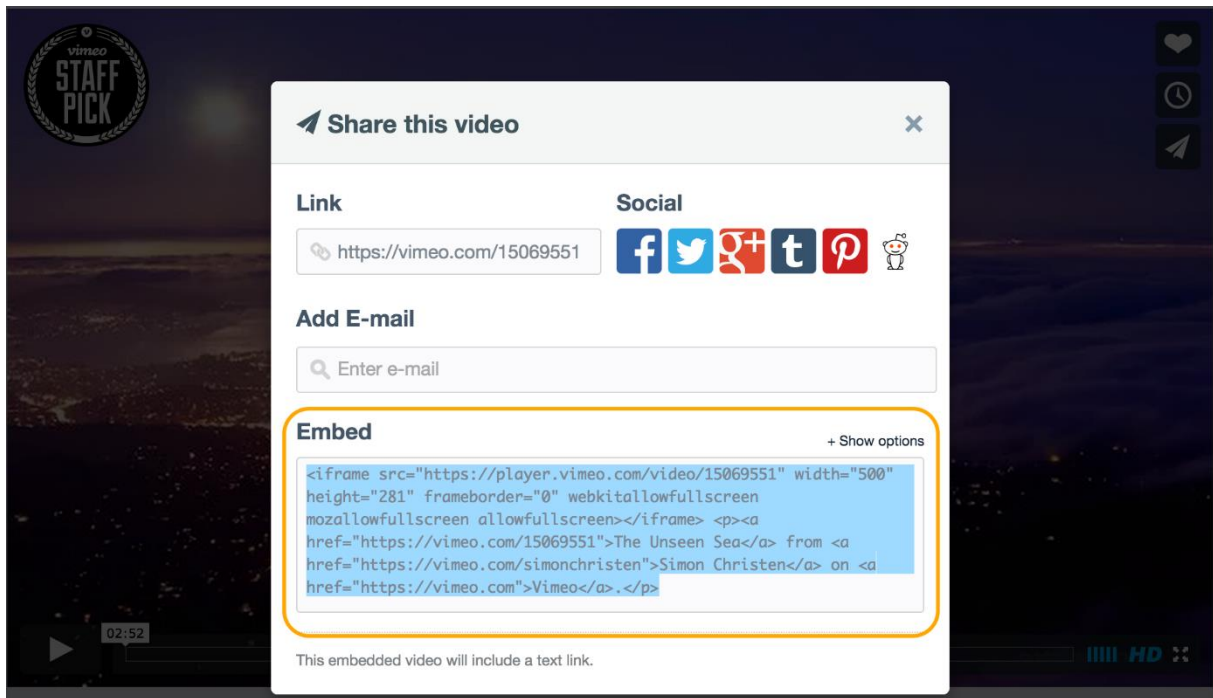 vimeo
STAFF
PICK
Share this video
×
Link
Social
https://vimeo.com/15069551
f
g+
t
p
Add E-mail
Enter e-mail
Embed
+ Show options
<iframe src="https://player.vimeo.com/video/15069551" width="500"
height="281" frameborder="0" webkitallowfullscreen
mozallowfullscreen allowfullscreen></iframe> <p><a
href="https://vimeo.com/15069551">The Unseen Sea</a> from <a
href="https://vimeo.com/simonchristen">Simon Christen</a> on <a
href="https://vimeo.com">Vimeo</a>.</p>
02:52
HD
This embedded video will include a text link.